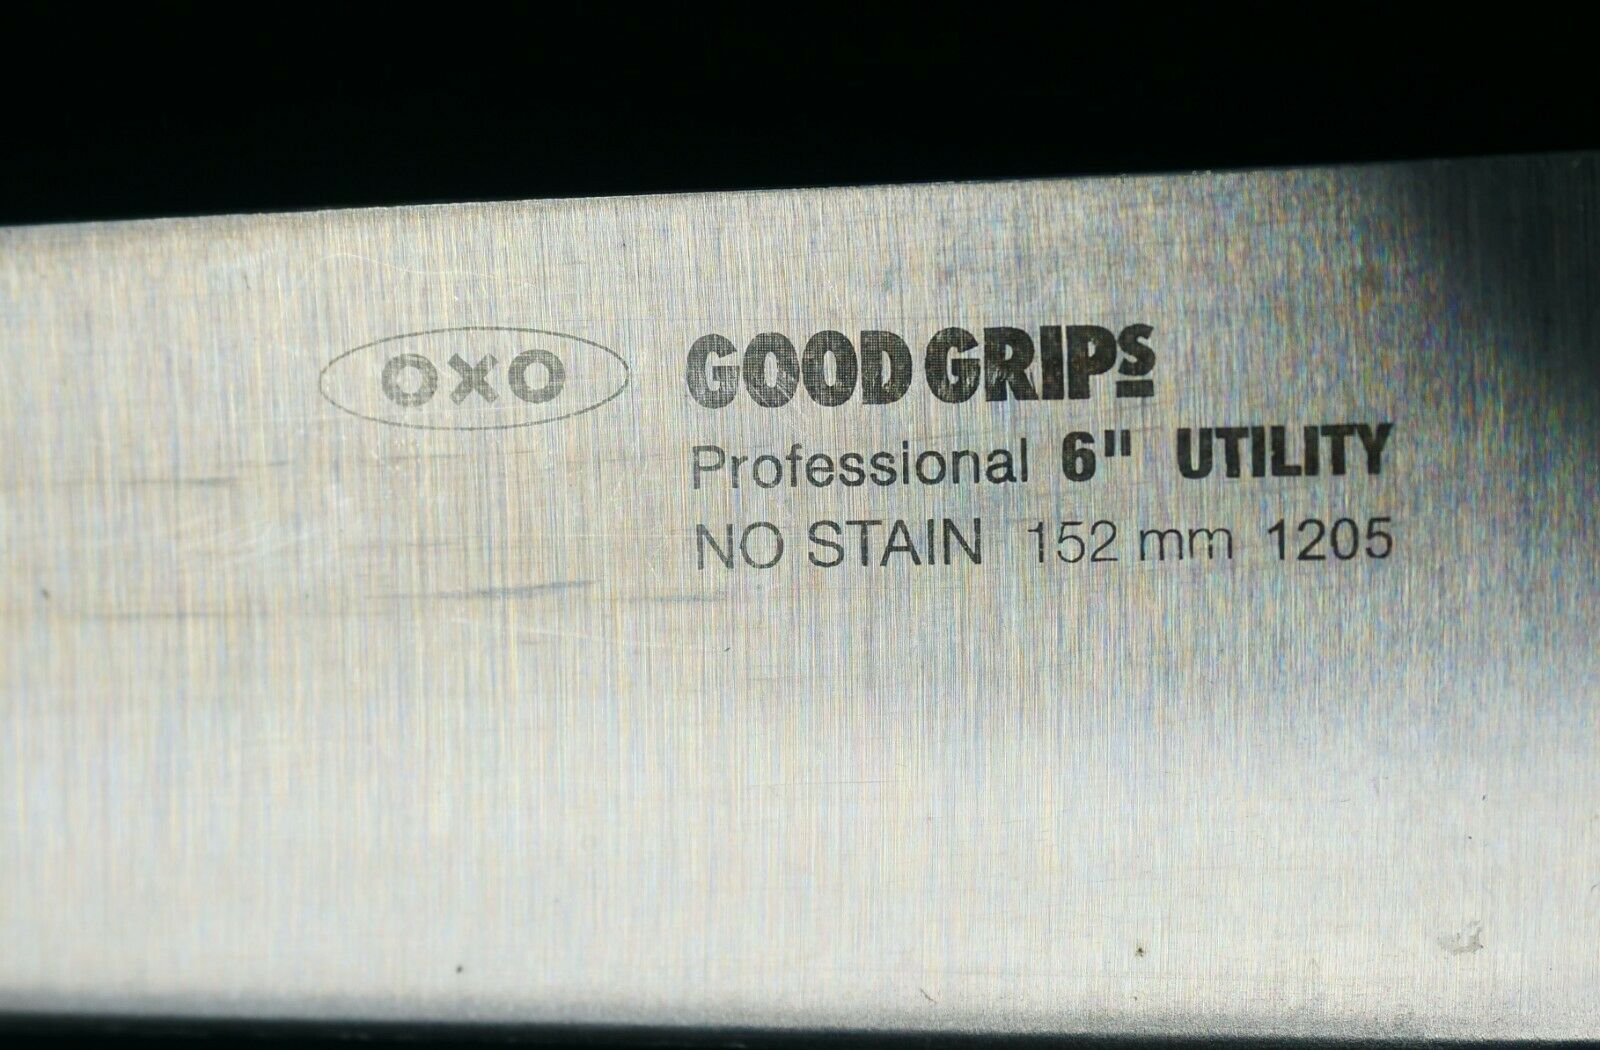 OXO GOOD GRIPS
Professional 6" UTILITY
NO STAIN 152 mm 1205